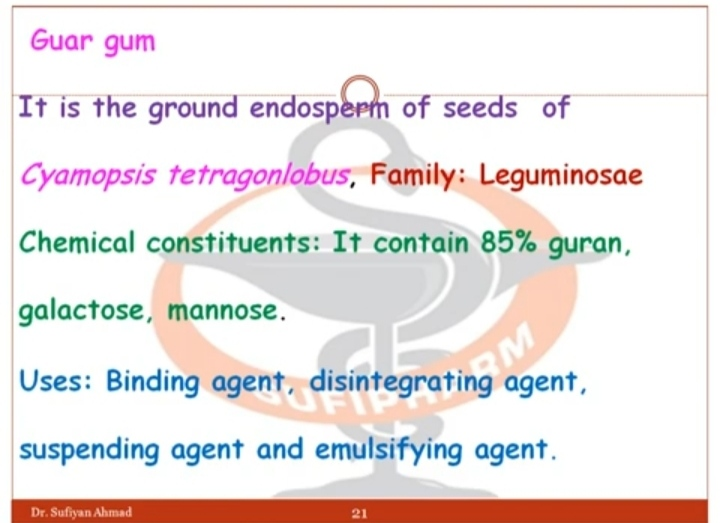 Guar gum
It is the ground endosperm of seeds of
Cyamopsis tetragonlobus, Family: Leguminosae
Chemical constituents: It contain 85% guran,
galactose, mannose.
Uses: Binding agent, disintegrating agent,
suspending agent and emulsifying agent.
SUFIPHARM
Dr. Sufiyan Ahmad
21